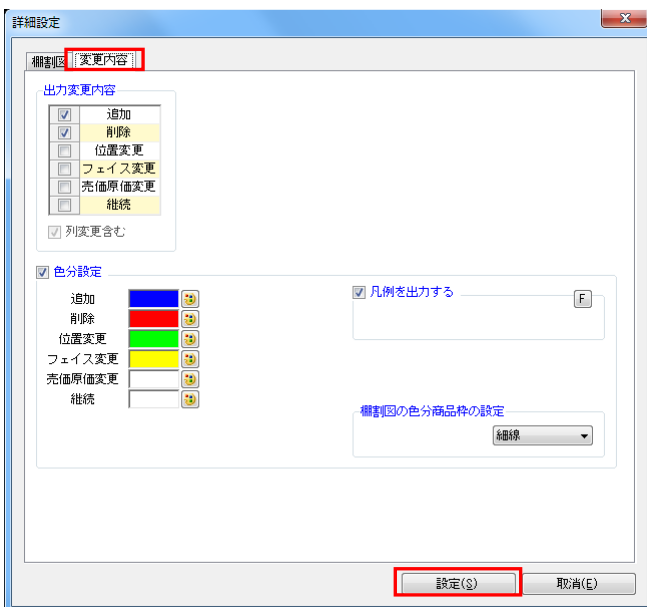 詳細設定
棚割図 変更内容
出力変更内容
追加
削除
位置変更
フェイス変更
売価原価変更
継続
列変更含む
色分設定
追加
削除
位置変更
フェイス変更
売価原価変更
継続
凡例を出力する
F
棚割図の色分商品枠の設定
細線
設定(S) 取消(E)